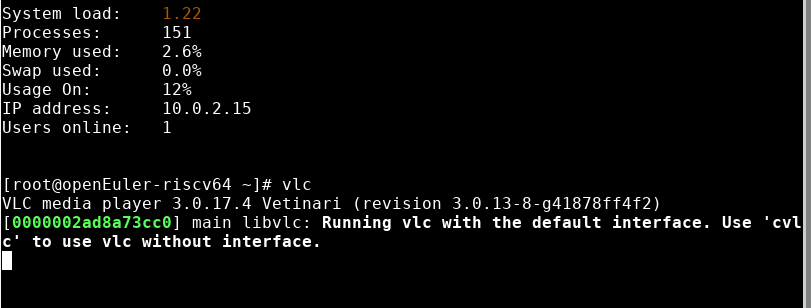 System load:    1.22
Processes:      151
Memory used:    2.6%
Swap used:      0.0%
Usage On:       12%
IP address:     10.0.2.15
Users online:   1
[root@openEuler-riscv64 ~]# vlc
VLC media player 3.0.17.4 Vetinari (revision 3.0.13-8-g41878ff4f2)
[0000002ad8a73cc0] main libvlc: Running vlc with the default interface. Use 'cvl
c' to use vlc without interface.